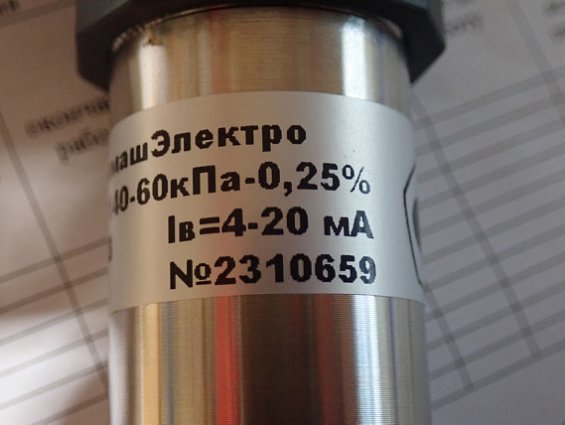 машЭлектро
-40-60кПа-0,25%
Iв=4-20 мА
№2310659